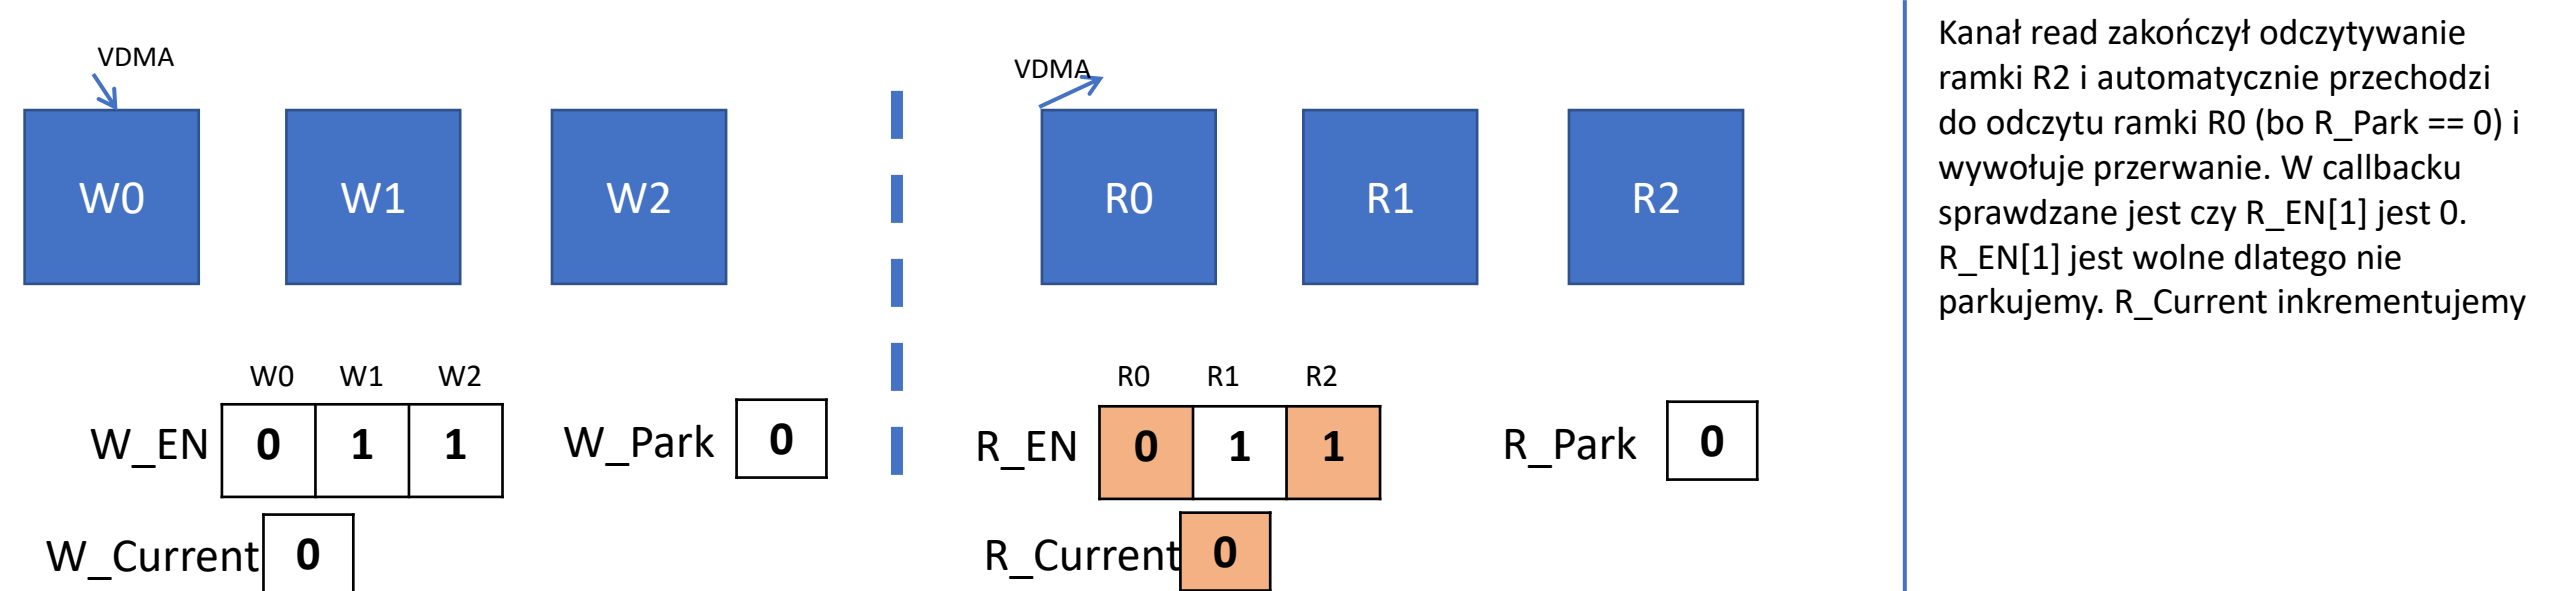 VDMA
W0
W1
W2
W0 W1 W2
W_EN 0 1 1
W_Park 0
W_Current 0
VDMA
R0
R1
R2
R0 R1 R2
R_EN 0 1 1
R_Park 0
R_Current 0
Kanał read zakończył odczytywanie
ramki R2 i automatycznie przechodzi
do odczytu ramki R0 (bo R_Park == 0) i
wywołuje przerwanie. W callbacku
sprawdzane jest czy R_EN[1] jest 0.
R_EN[1] jest wolne dlatego nie
parkujemy. R_Current inkrementujemy